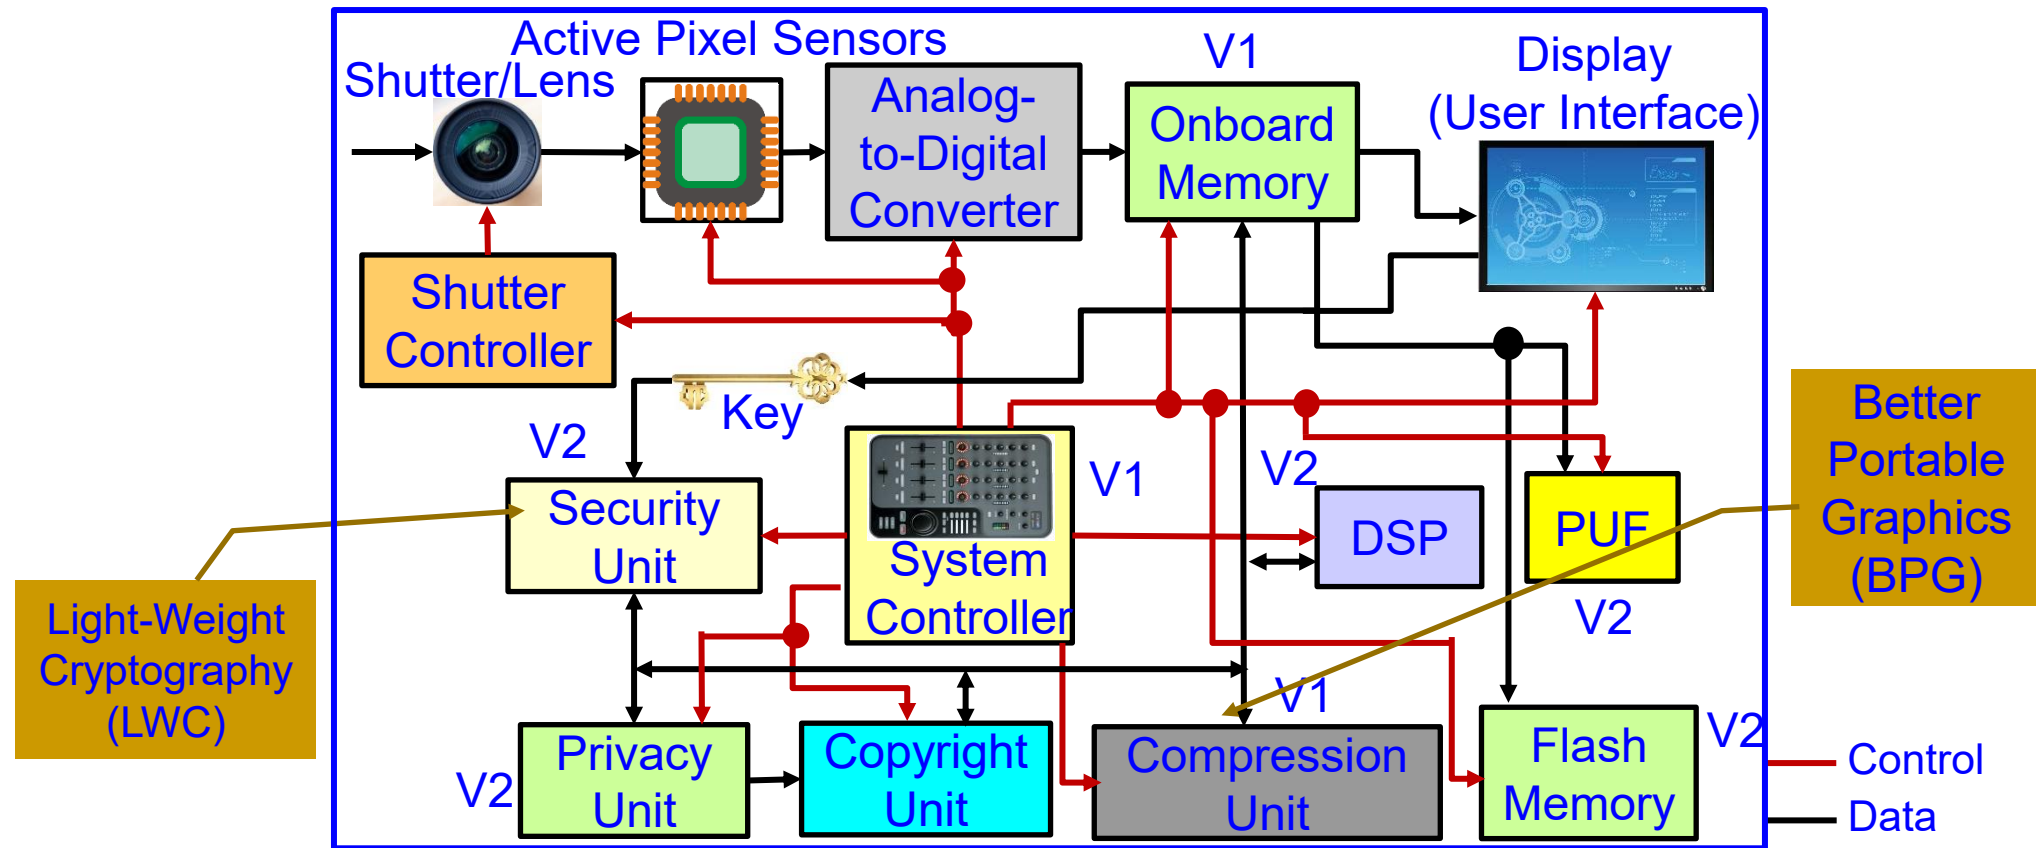 Active Pixel Sensors
Shutter/Lens
Analog-
to-Digital
Converter
V1
Onboard
Memory
Display
(User Interface)
Shutter
Controller
Key
V2
Security
Unit
System
Controller
V1
V2
DSP
PUF
V2
Better
Portable
Graphics
(BPG)
Light-Weight
Cryptography
(LWC)
V2
Privacy
Unit
Copyright
Unit
V1
Compression
Unit
Flash
Memory
V2
Control
Data